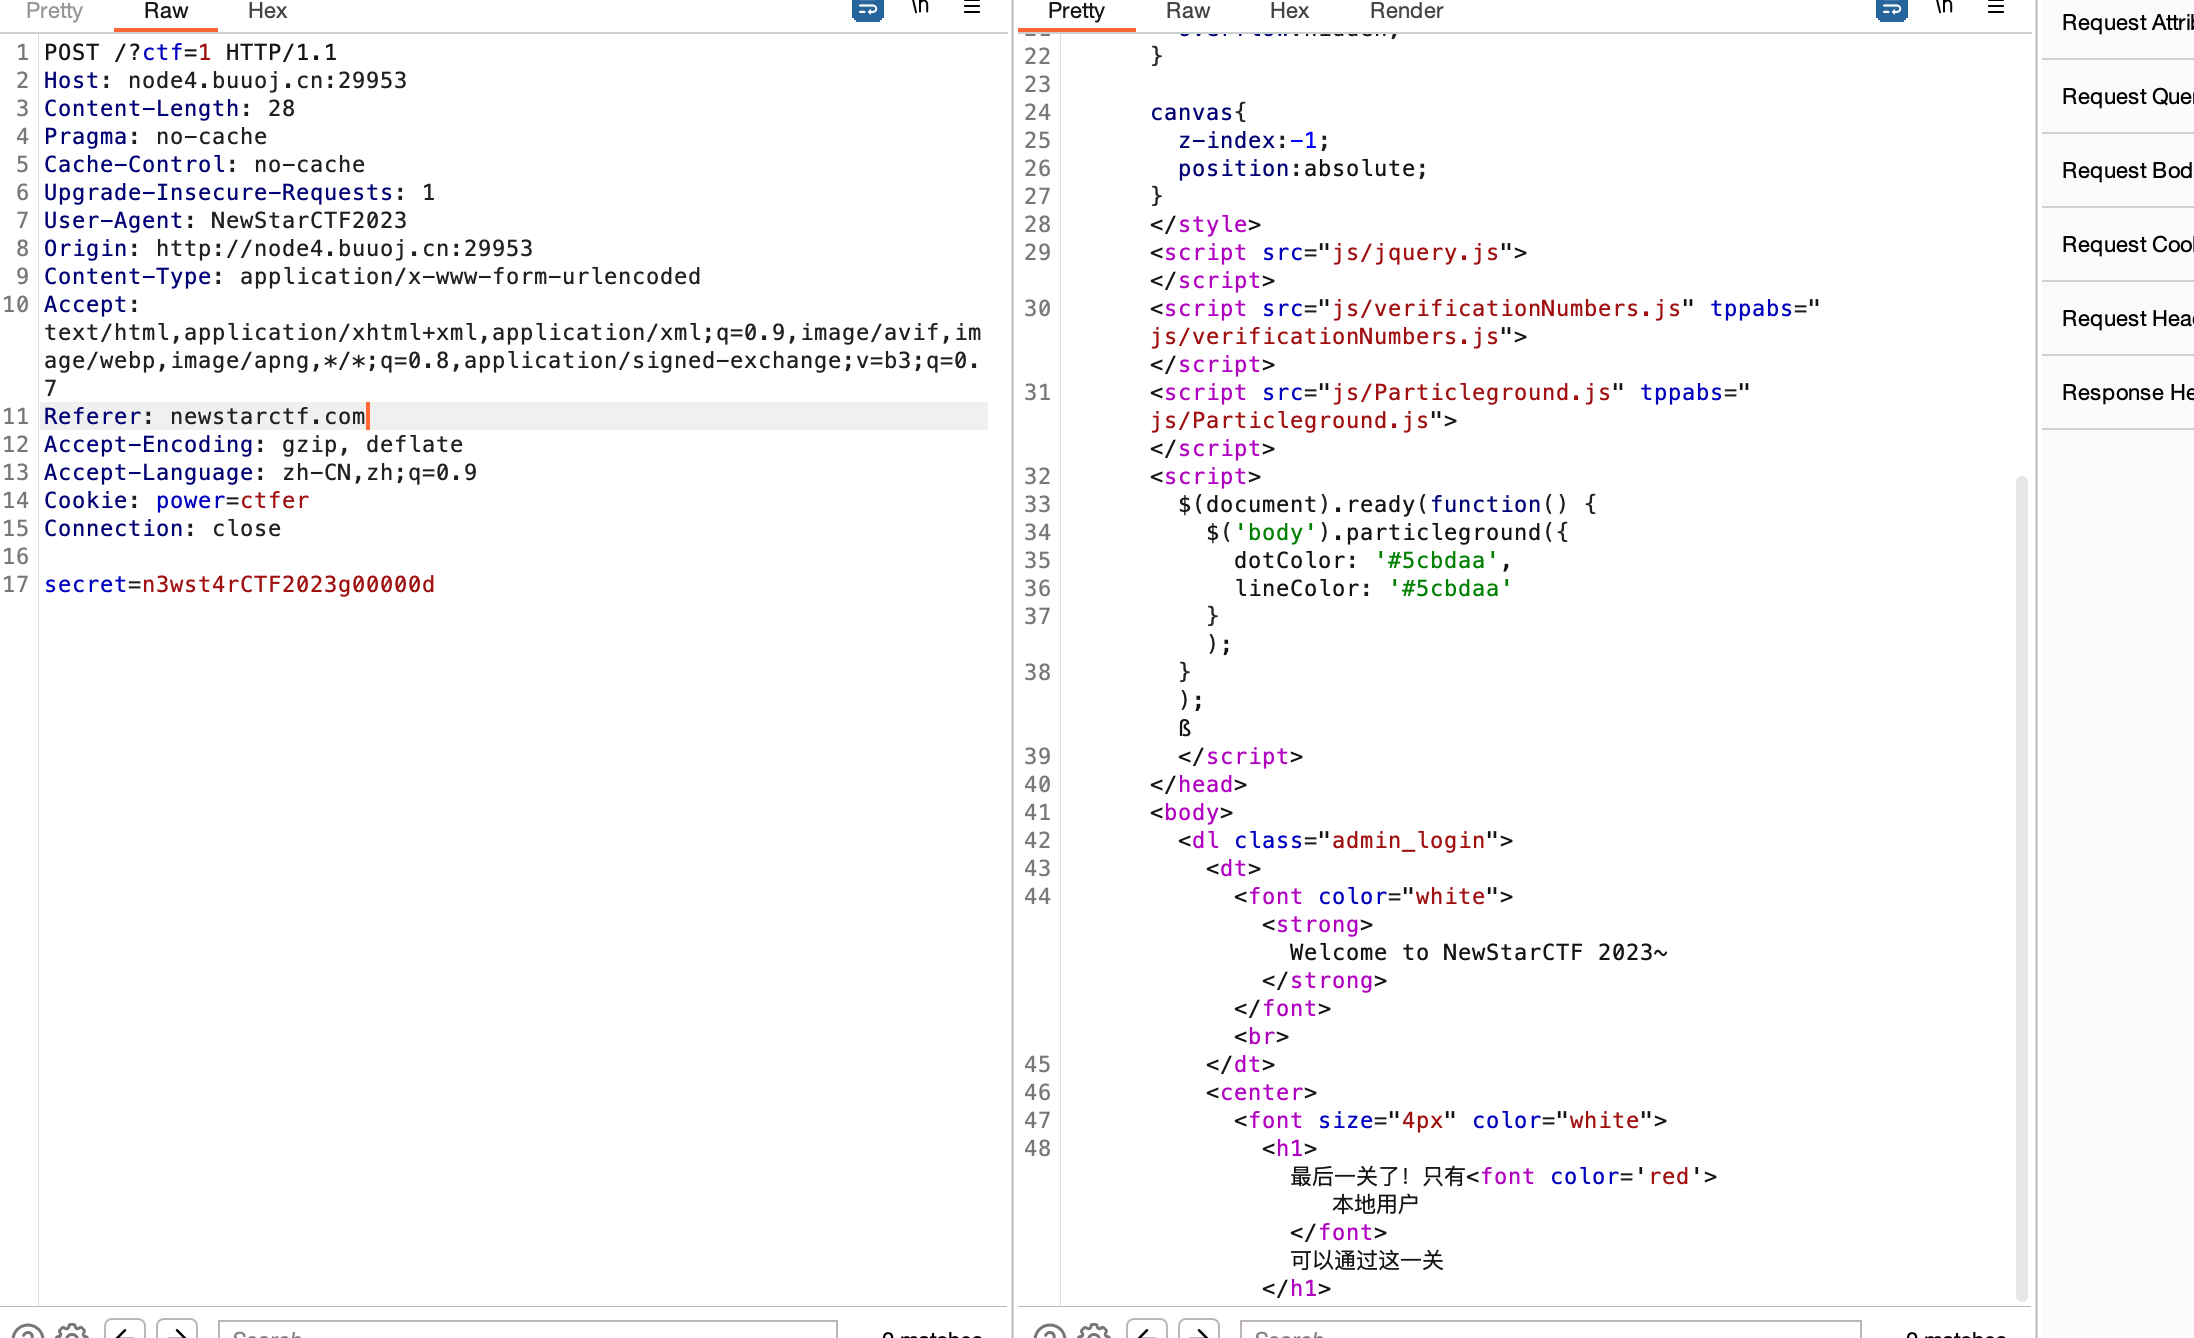 Pretty Raw Hex
\n
1 POST /?ctf=1 HTTP/1.1
2 Host: node4.buuoj.cn:29953
3 Content-Length: 28
4 Pragma: no-cache
5 Cache-Control: no-cache
6 Upgrade-Insecure-Requests: 1
7 User-Agent: NewStarCTF2023
8 Origin: http://node4.buuoj.cn:29953
9 Content-Type: application/x-www-form-urlencoded
10 Accept:
text/html,application/xhtml+xml,application/xml;q=0.9,image/avif,im
age/webp,image/apng,*/*;q=0.8,application/signed-exchange;v=b3;q=0.
7
11 Referer: newstarctf.com
12 Accept-Encoding: gzip, deflate
13 Accept-Language: zh-CN,zh;q=0.9
14 Cookie: power=ctfer
15 Connection: close
16
17 secret=n3wst4rCTF2023g00000d
Search
0 matches
Pretty Raw Hex Render
\n
21 overflow:hidden;
22 }
23
24 canvas{
25 z-index:-1;
26 position:absolute;
27 }
28 </style>
29 <script src="js/jquery.js">
</script>
30 <script src="js/verificationNumbers.js" tppabs="
js/verificationNumbers.js">
</script>
31 <script src="js/Particleground.js" tppabs="
js/Particleground.js">
</script>
32 <script>
33 $(document).ready(function() {
34 $('body').particleground({
35 dotColor: '#5cbdaa',
36 lineColor: '#5cbdaa'
37 }
);
38 }
);
ß
39 </script>
40 </head>
41 <body>
42 <dl class="admin_login">
43 <dt>
44 <font color="white">
<strong>
Welcome to NewStarCTF 2023~
</strong>
</font>
<br>
45 </dt>
46 <center>
47 <font size="4px" color="white">
48 <h1>
最后一关了！只有<font color='red'>
本地用户
</font>
可以通过这一关
</h1>
Search
0 matches
Request Attrib
Request Quer
Request Bod
Request Cook
Request Head
Response He